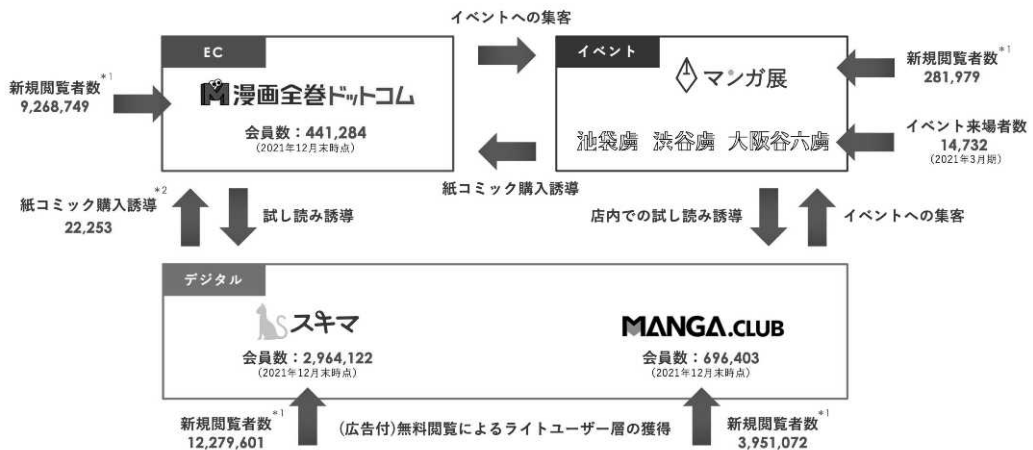 イベントへの集客
EC
漫画全巻ドットコム
会員数：441,284
(2021年12月末時点)
新規閲覧者数*1
9,268,749
イベント
マンガ展
池袋虜 渋谷虜 大阪谷六虜
新規閲覧者数*1
281,979
イベント来場者数
14,732
(2021年3月期)
紙コミック購入誘導
紙コミック購入誘導*2
22,253
試し読み誘導
店内での試し読み誘導
イベントへの集客
デジタル
スキマ
会員数：2,964,122
(2021年12月末時点)
MANGA.CLUB
会員数：696,403
(2021年12月末時点)
新規閲覧者数*1
12,279,601
(広告付)無料閲覧によるライトユーザー層の獲得
新規閲覧者数*1
3,951,072